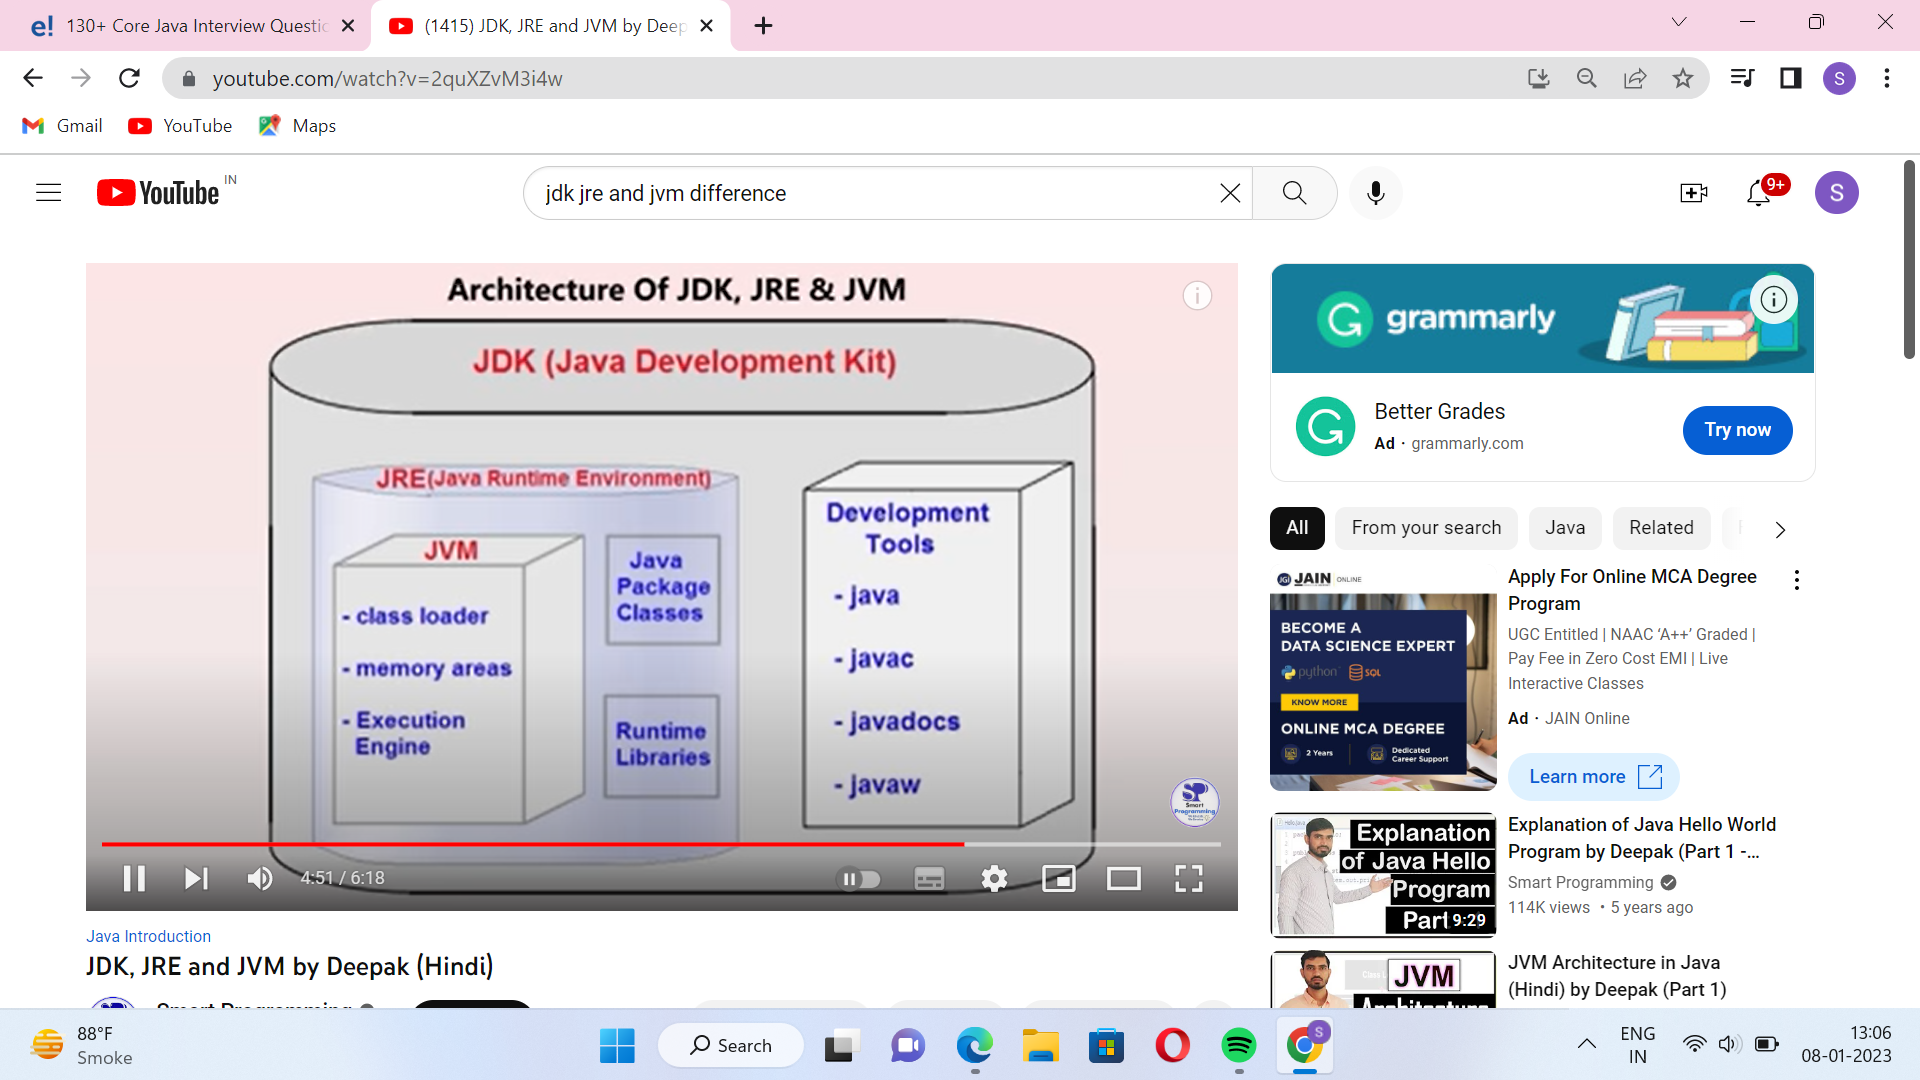 130+ Core Java Interview Questic
(1415) JDK, JRE and JVM by Deep
youtube.com/watch?v=2quXZvM3i4w
S
Gmail
YouTube
Maps
YouTube IN
jdk jre and jvm difference
9+
S
Architecture Of JDK, JRE & JVM
JDK (Java Development Kit)
JRE(Java Runtime Environment)
JVM
- class loader
- memory areas
- Execution
Engine
Java
Package
Classes
Runtime
Libraries
Development
Tools
- java
- javac
- javadocs
- javaw
Smart
Programming
4:51 / 6:18
Java Introduction
JDK, JRE and JVM by Deepak (Hindi)
Smart Programming
grammarly
Better Grades
Ad · grammarly.com
Try now
All
From your search
Java
Related
JGI JAIN ONLINE
BECOME A
DATA SCIENCE EXPERT
python
SQL
KNOW MORE
ONLINE MCA DEGREE
2 Years
Dedicated
Career Support
Apply For Online MCA Degree
Program
UGC Entitled | NAAC ‘A++’ Graded |
Pay Fee in Zero Cost EMI | Live
Interactive Classes
Ad · JAIN Online
Learn more
Explanation
of Java Hello
Program
Part 9:29
Explanation of Java Hello World
Program by Deepak (Part 1 -...
Smart Programming
114K views • 5 years ago
JVM
Architecture
JVM Architecture in Java
(Hindi) by Deepak (Part 1)
88°F
Smoke
Search
S
ENG
IN
13:06
08-01-2023